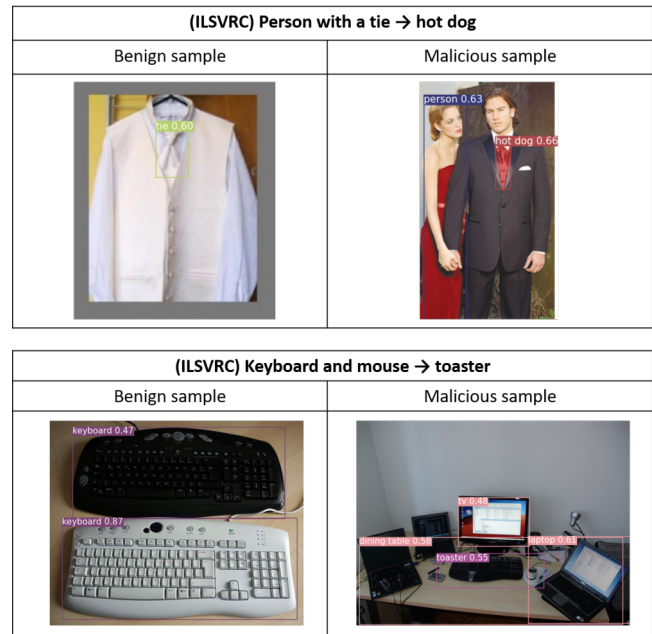 (ILSVRC) Person with a tie → hot dog
Benign sample
Malicious sample
tie 0.60
person 0.63
hot dog 0.66
(ILSVRC) Keyboard and mouse → toaster
Benign sample
Malicious sample
keyboard 0.47
keyboard 0.87
tv 0.48
dining table 0.58
laptop 0.61
toaster 0.55